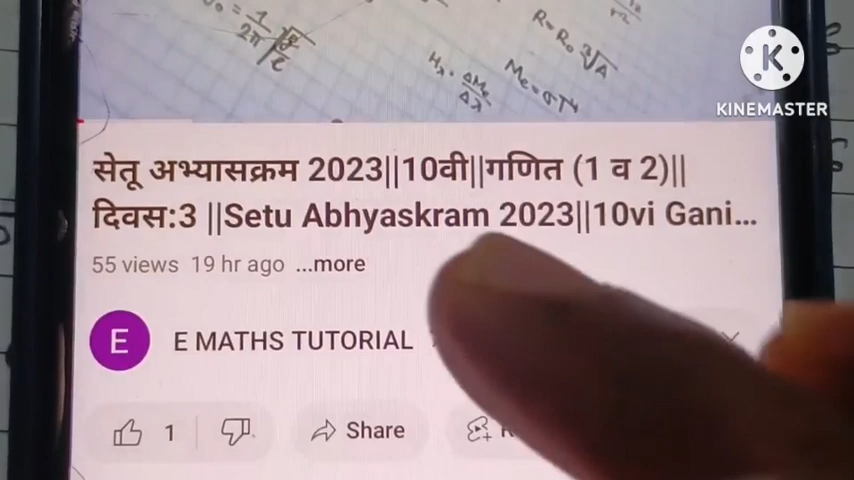 KINEMASTER
सेतू अभ्यासक्रम 2023||10वी||गणित (1 व 2)||
दिवस:3 ||Setu Abhyaskram 2023||10vi Gani...
55 views 19 hr ago ...more
E E MATHS TUTORIAL
1 Share